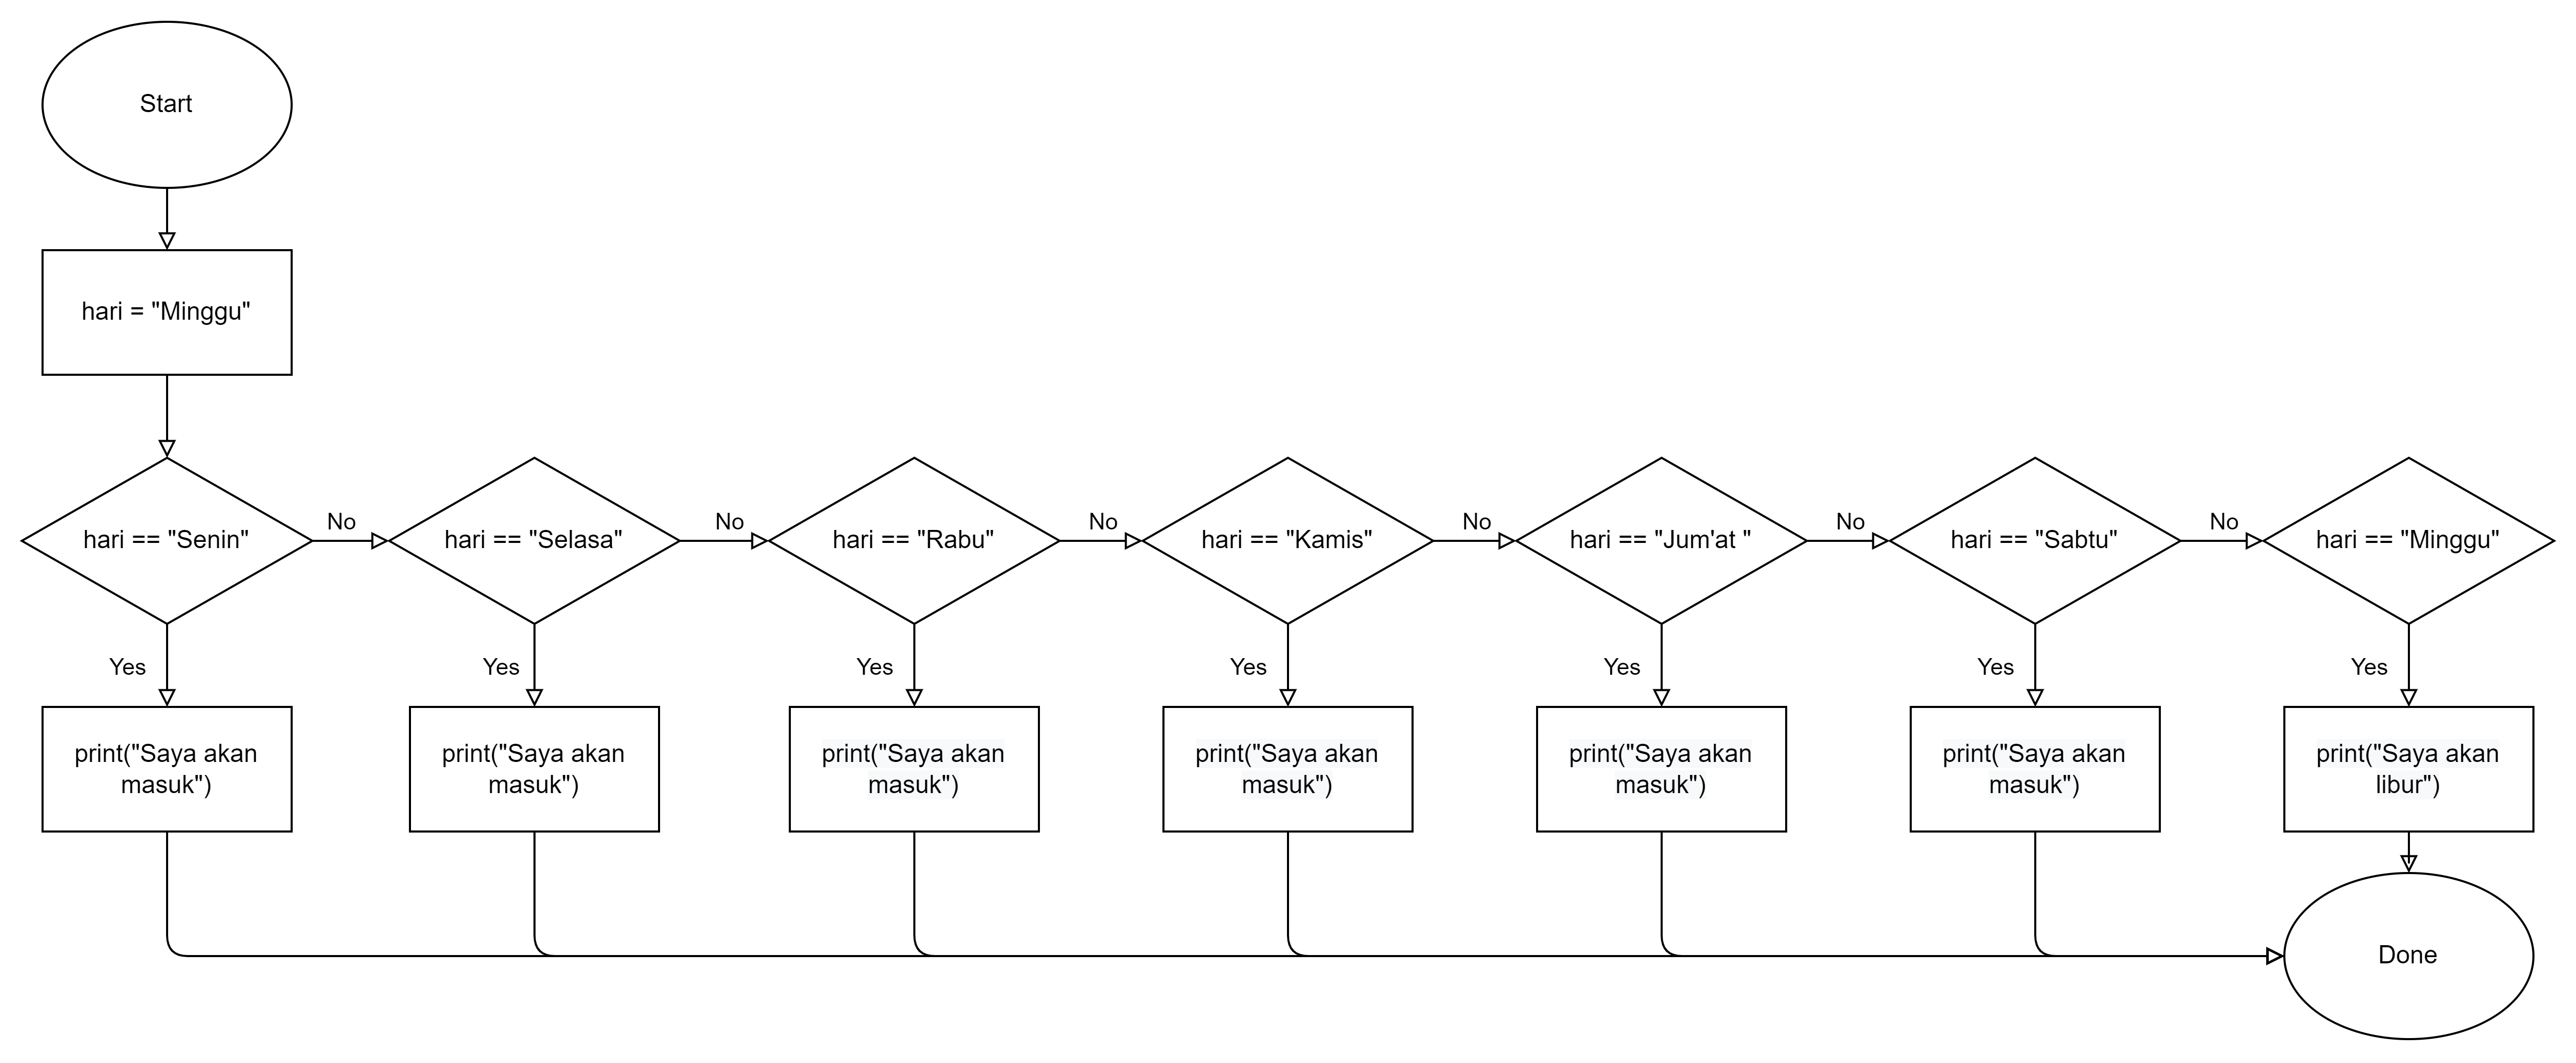 Start
hari = "Minggu"
hari == "Senin"
No
hari == "Selasa"
No
hari == "Rabu"
No
hari == "Kamis"
No
hari == "Jum'at "
No
hari == "Sabtu"
No
hari == "Minggu"
Yes
Yes
Yes
Yes
Yes
Yes
Yes
print("Saya akan
masuk")
print("Saya akan
masuk")
print("Saya akan
masuk")
print("Saya akan
masuk")
print("Saya akan
masuk")
print("Saya akan
masuk")
print("Saya akan
libur")
Done